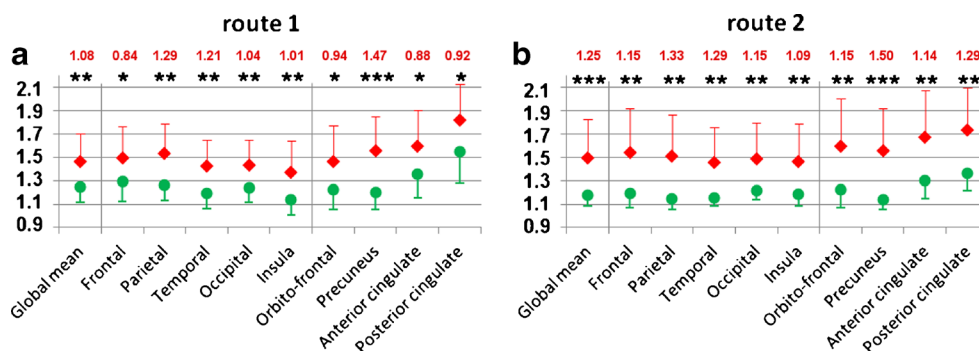 route 1
a
1.08 0.84 1.29 1.21 1.04 1.01 0.94 1.47 0.88 0.92
** * ** ** ** ** * *** * *
2.1
1.9
1.7
1.5
1.3
1.1
0.9
Global mean
Frontal
Parietal
Temporal
Occipital
Insula
Orbito-frontal
Precuneus
Anterior cingulate
Posterior cingulate
route 2
b
1.25 1.15 1.33 1.29 1.15 1.09 1.15 1.50 1.14 1.29
*** ** ** ** ** ** ** *** ** **
2.1
1.9
1.7
1.5
1.3
1.1
0.9
Global mean
Frontal
Parietal
Temporal
Occipital
Insula
Orbito-frontal
Precuneus
Anterior cingulate
Posterior cingulate